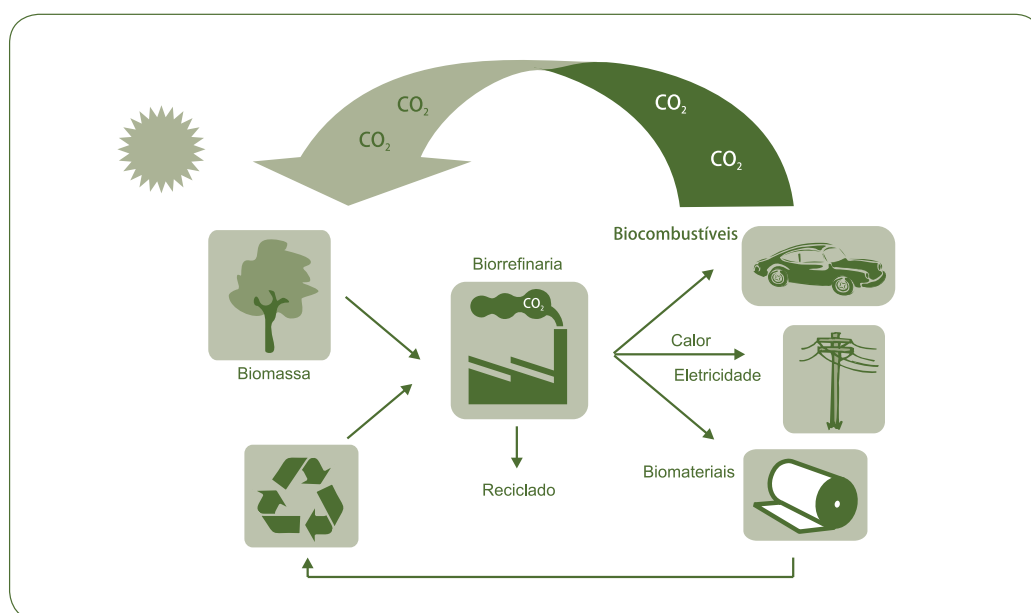 CO₂
CO₂
CO₂
CO₂
Biocombustíveis
Biorrefinaria
CO₂
Calor
Eletricidade
Biomassa
Biomateriais
Reciclado